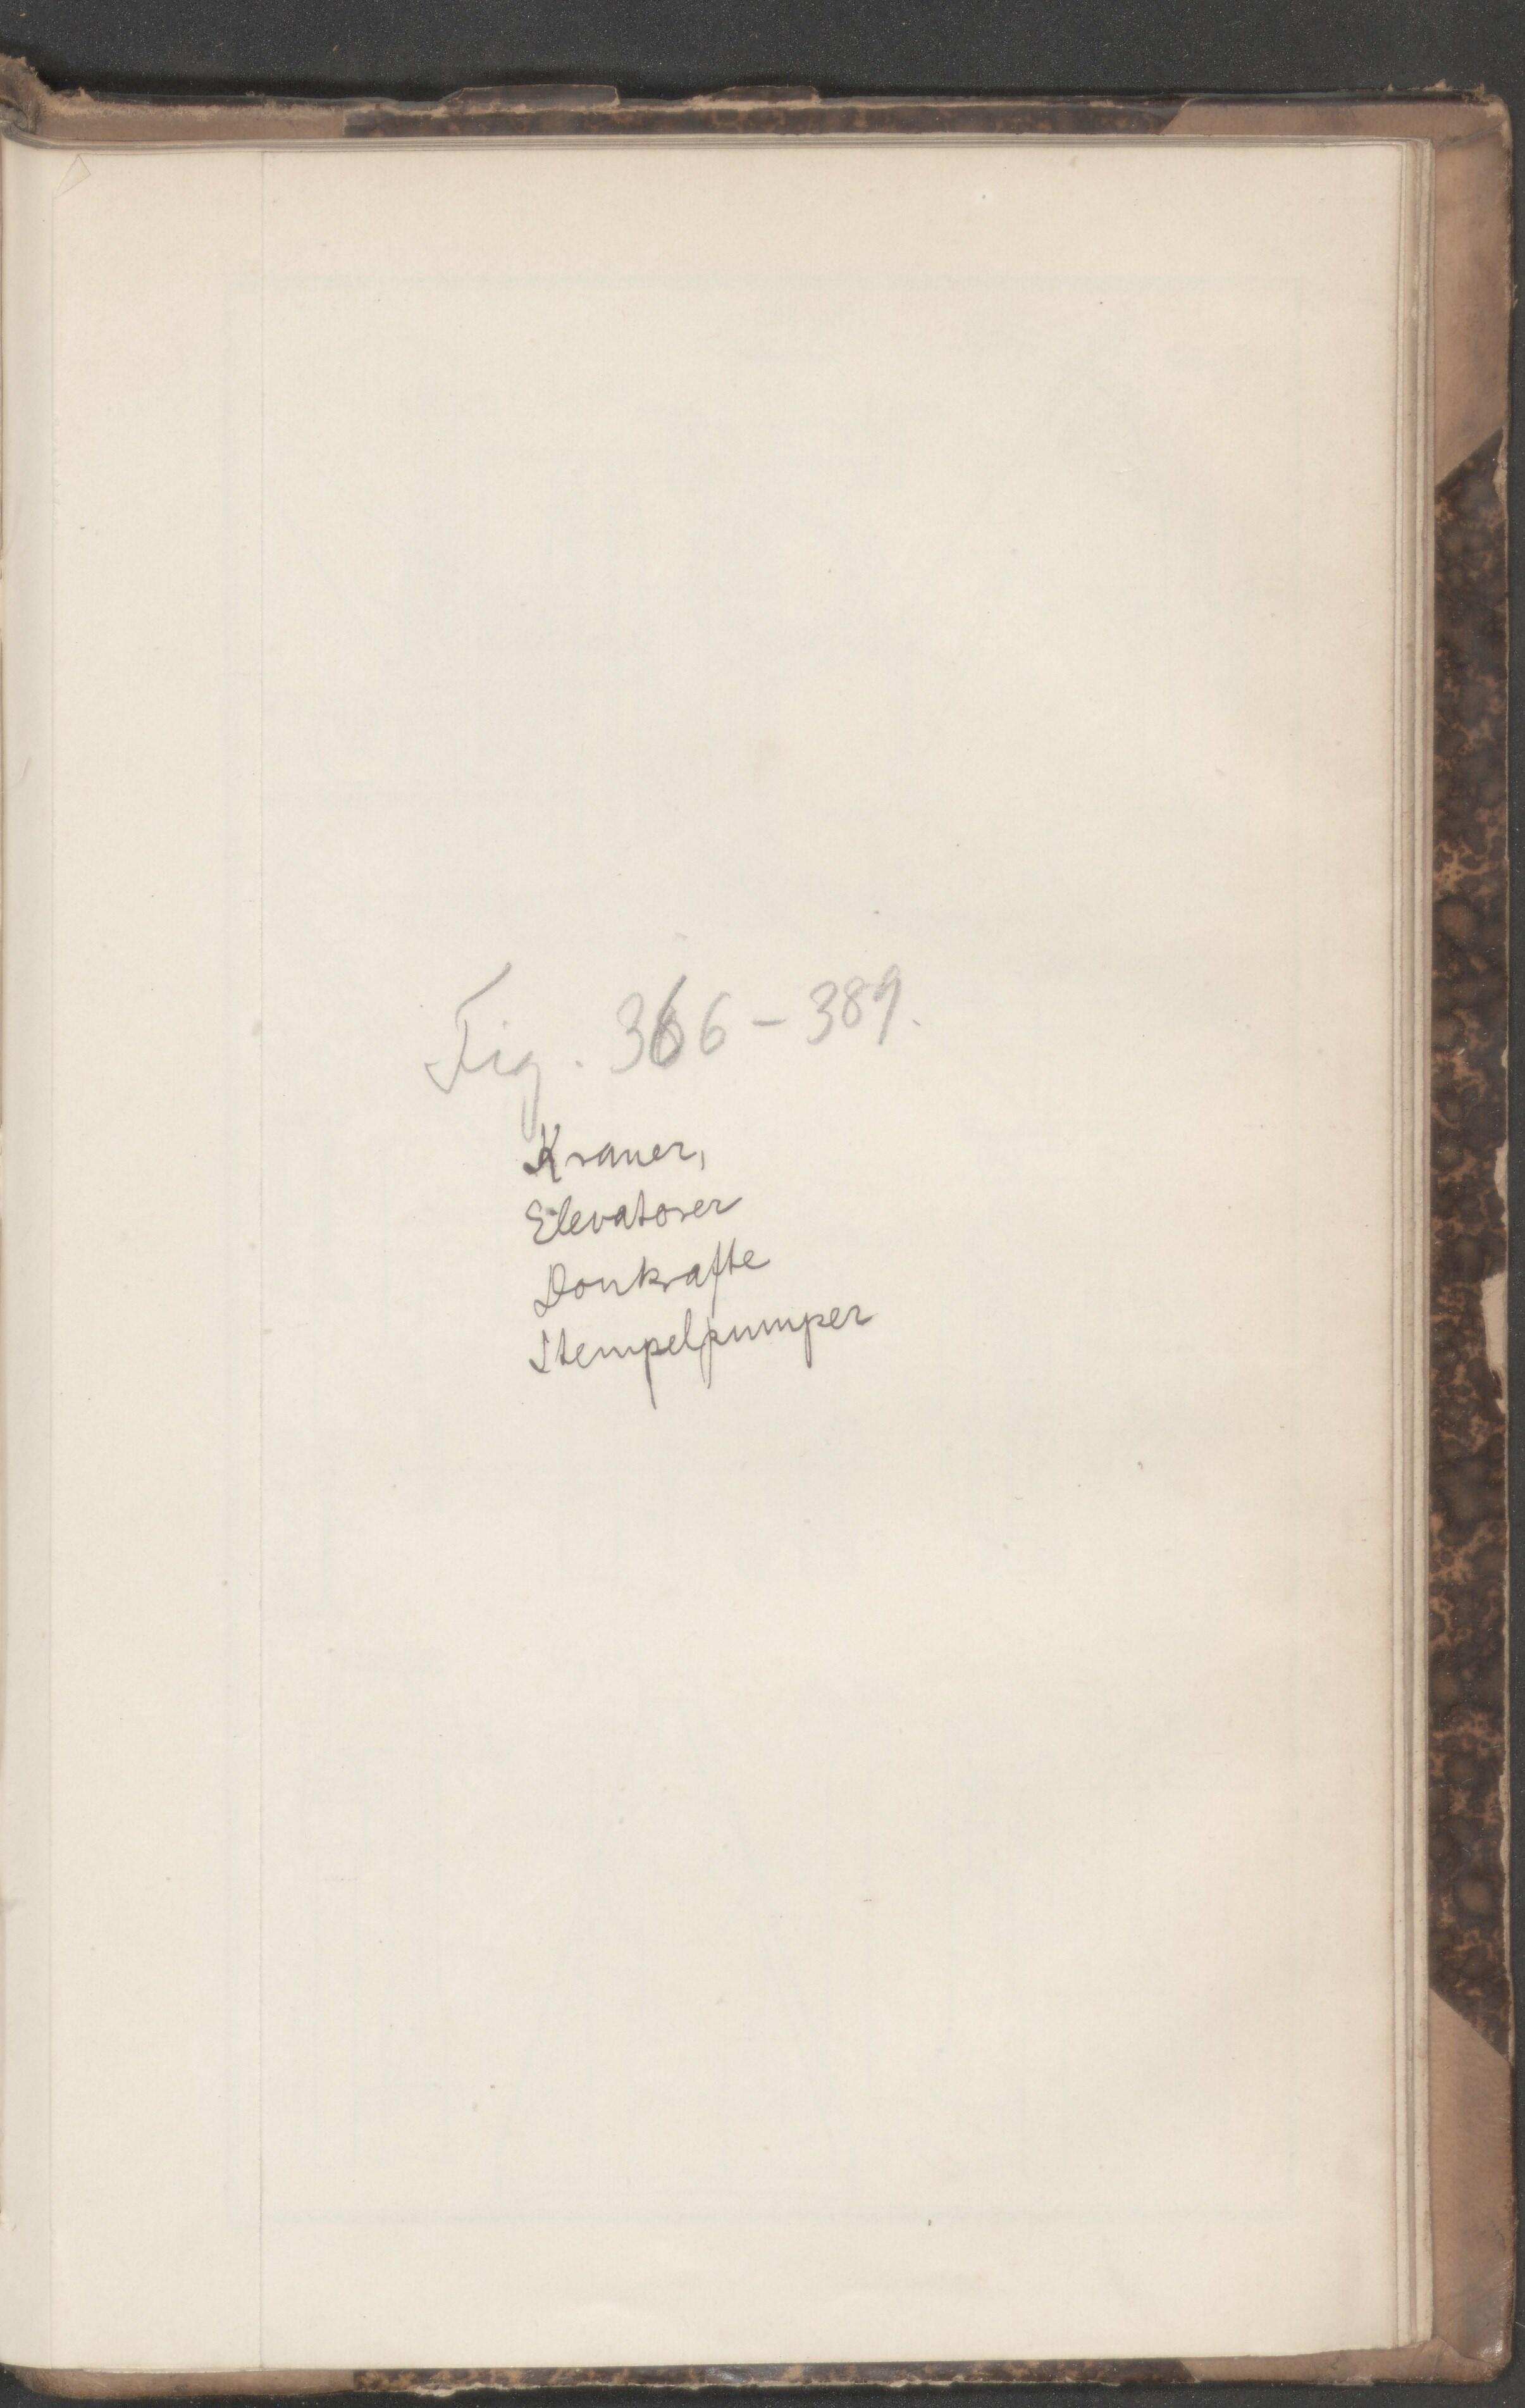 Fig. 366-389.
Kraner,
Elevatorer
Donkrafte
Stempelpumper